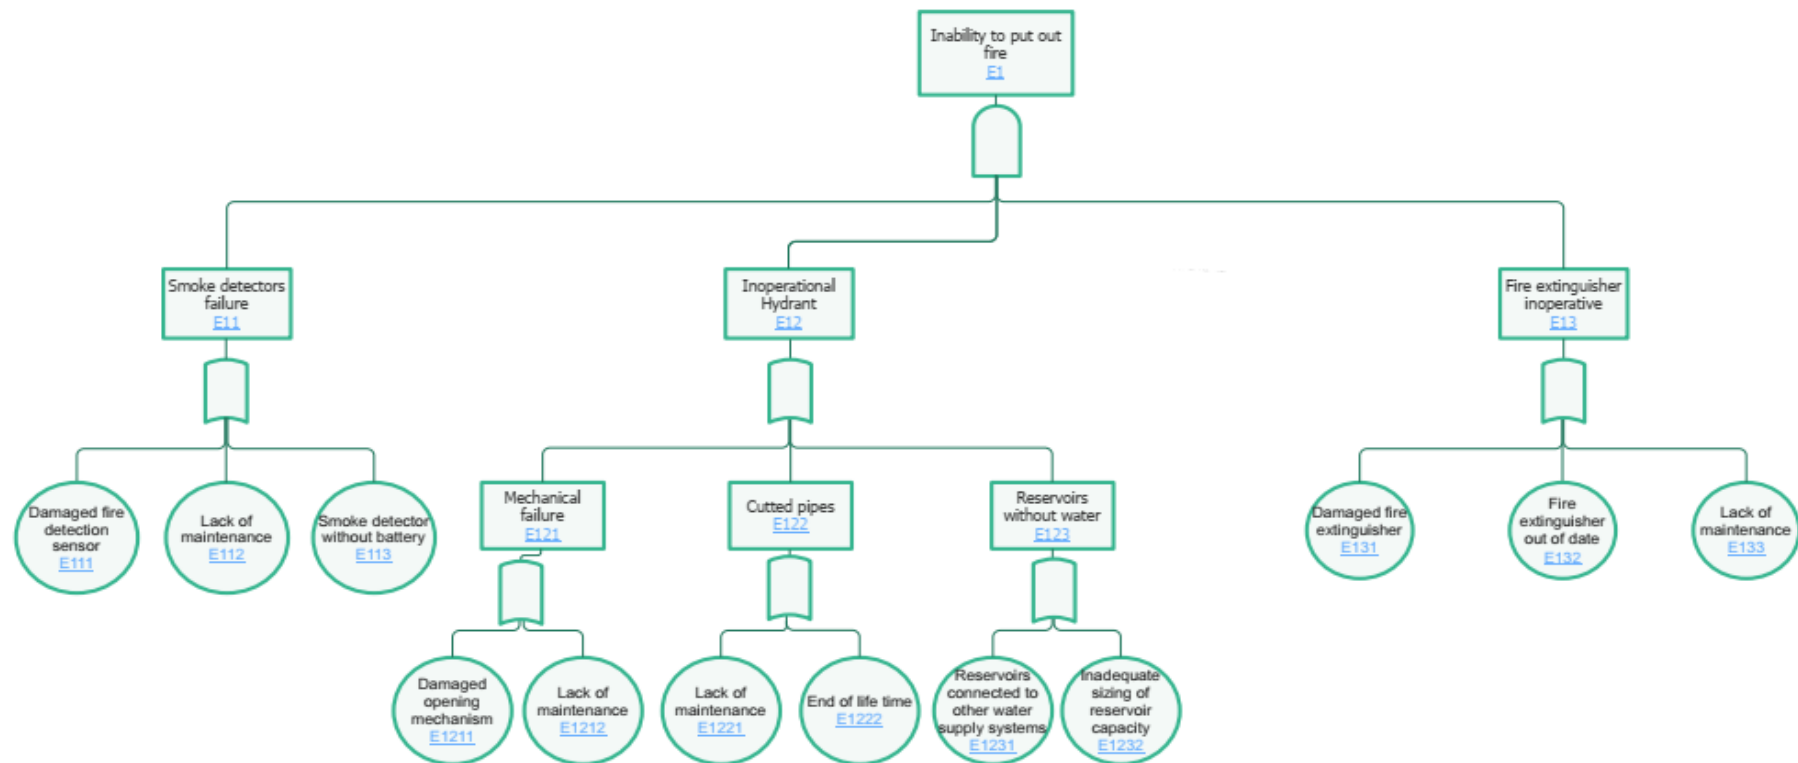 Inability to put out
fire
E1
Smoke detectors
failure
E11
Inoperational
Hydrant
E12
Fire extinguisher
inoperative
E13
Damaged fire
detection
sensor
E111
Lack of
maintenance
E112
Smoke detector
without battery
E113
Mechanical
failure
E121
Cutted pipes
E122
Reservoirs
without water
E123
Damaged fire
extinguisher
E131
Fire
extinguisher
out of date
E132
Lack of
maintenance
E133
Damaged
opening
mechanism
E1211
Lack of
maintenance
E1212
Lack of
maintenance
E1221
End of life time
E1222
Reservoirs
connected to
other water
supply systems
E1231
Inadequate
sizing of
reservoir
capacity
E1232